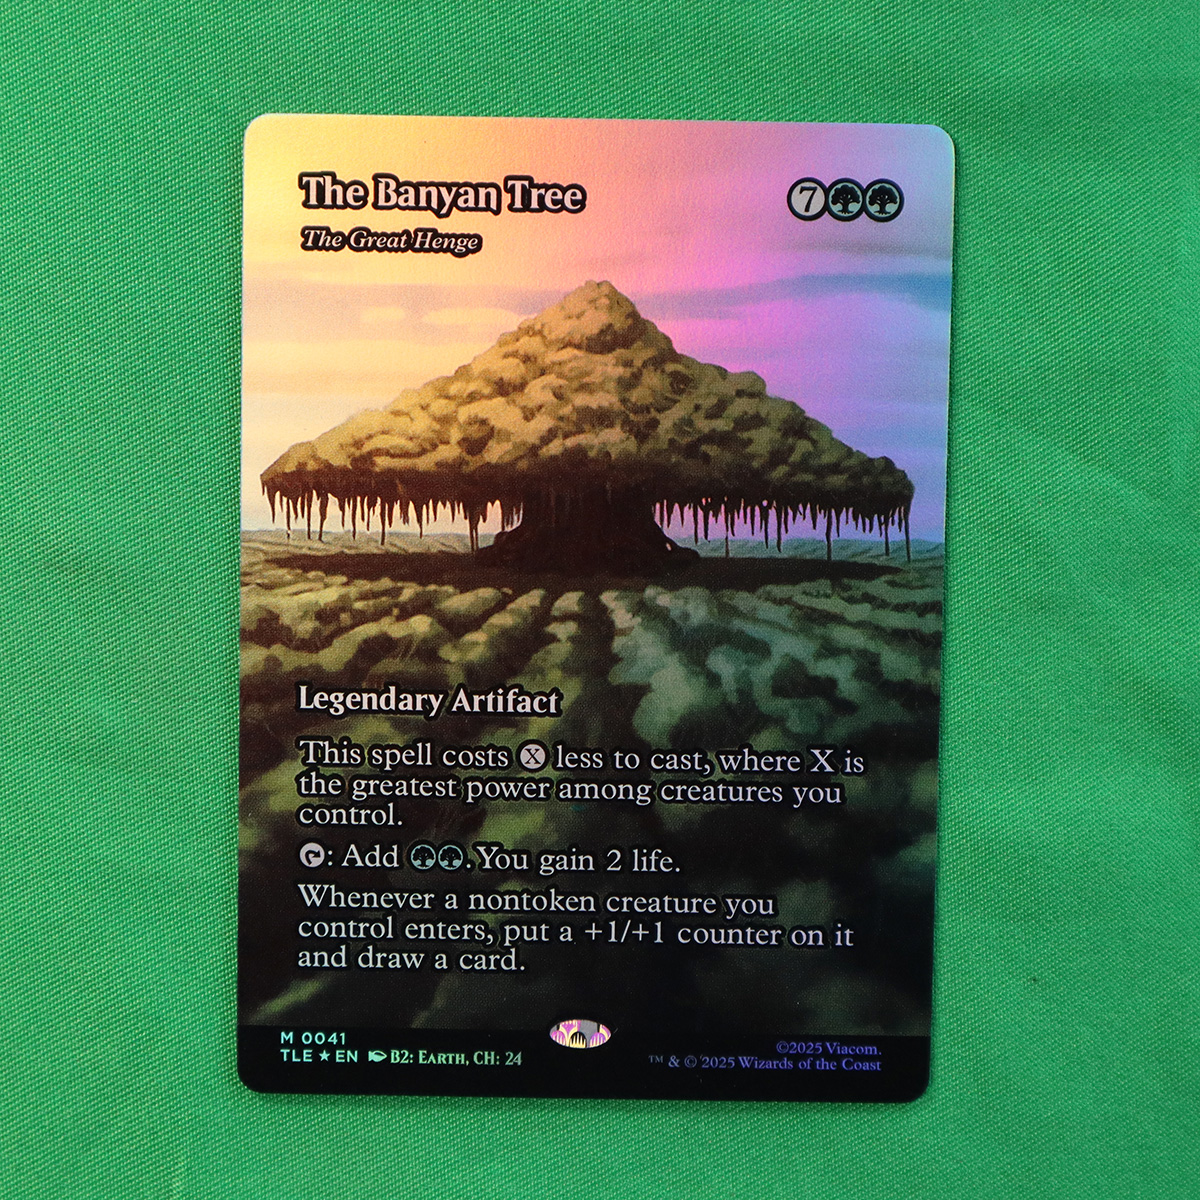 The Banyan Tree 7
The Great Henge
Legendary Artifact
This spell costs X less to cast, where X is
the greatest power among creatures you
control.
: Add . You gain 2 life.
Whenever a nontoken creature you
control enters, put a +1/+1 counter on it
and draw a card.
M 0041
TLE ★ EN B2: Earth, CH: 24
©2025 Viacom.
™ & © 2025 Wizards of the Coast